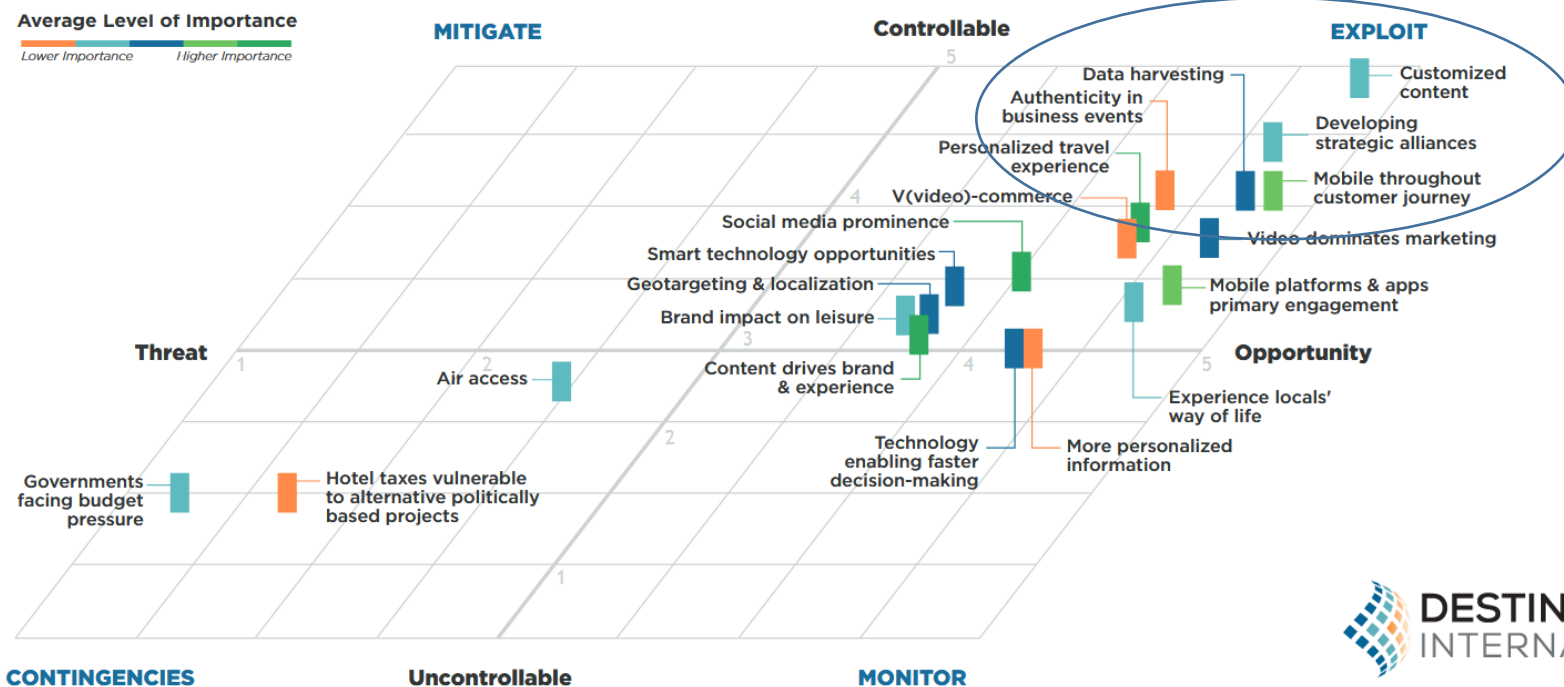 Average Level of Importance
Lower Importance
Higher Importance
MITIGATE
Controllable
EXPLOIT
5
Data harvesting
Customized
content
Authenticity in
business events
Developing
strategic alliances
Personalized travel
experience
Mobile throughout
customer journey
V(video)-commerce
4
Social media prominence
Video dominates marketing
Smart technology opportunities
Geotargeting & localization
Mobile platforms & apps
primary engagement
Brand impact on leisure
3
Threat
1
2
4
5
Opportunity
Air access
Content drives brand
& experience
Experience locals'
way of life
2
Technology
enabling faster
decision-making
More personalized
information
Governments
facing budget
pressure
Hotel taxes vulnerable
to alternative politically
based projects
1
DESTIN
INTERNA
CONTINGENCIES
Uncontrollable
MONITOR